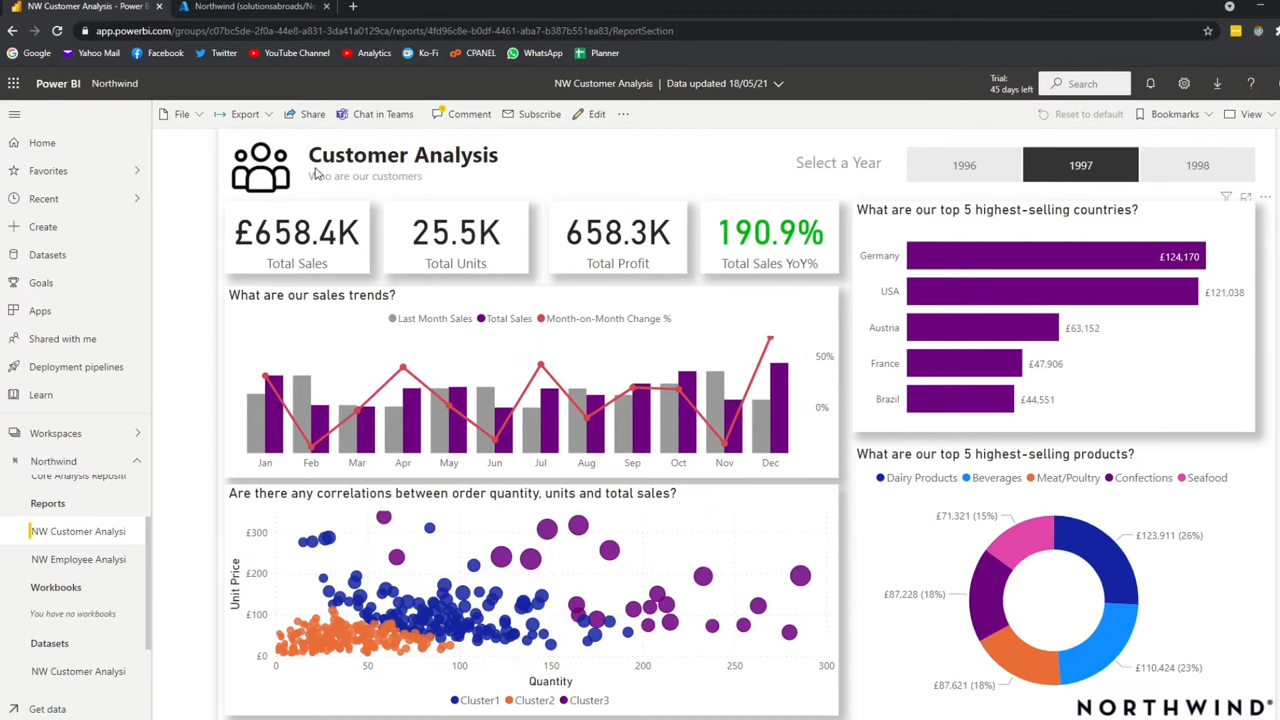 NW Customer Analysis - Power BI
Northwind (solutionsabroads/No
app.powerbi.com/groups/c07bc5de-2f0a-44e8-a831-3da41a0129ca/reports/4fd96c8e-b0df-4461-aba7-b387b551ea83/ReportSection
Google Yahoo Mail Facebook Twitter YouTube Channel Analytics Ko-Fi CPANEL WhatsApp Planner
Power BI Northwind
NW Customer Analysis | Data updated 18/05/21
Trial:
45 days left
Search
File Export Share Chat in Teams Comment Subscribe Edit
Reset to default Bookmarks View
Home
Favorites
Recent
Create
Datasets
Goals
Apps
Shared with me
Deployment pipelines
Learn
Workspaces
Northwind
Core Analysis Repositi
Reports
NW Customer Analysi
NW Employee Analysi
Workbooks
You have no workbooks
Datasets
NW Customer Analysi
Get data
Customer Analysis
Who are our customers
Select a Year
1996 1997 1998
£658.4K
Total Sales
25.5K
Total Units
658.3K
Total Profit
190.9%
Total Sales YoY%
What are our sales trends?
Last Month Sales Total Sales Month-on-Month Change %
50%
0%
Jan Feb Mar Apr May Jun Jul Aug Sep Oct Nov Dec
Are there any correlations between order quantity, units and total sales?
£300
£200
£100
£0
Unit Price
0 50 100 150 200 250 300
Quantity
Cluster1 Cluster2 Cluster3
What are our top 5 highest-selling countries?
Germany £124,170
USA £121,038
Austria £63,152
France £47,906
Brazil £44,551
What are our top 5 highest-selling products?
Dairy Products Beverages Meat/Poultry Confections Seafood
£71,321 (15%)
£123,911 (26%)
£87,228 (18%)
£110,424 (23%)
£87,621 (18%)
NORTHWIND